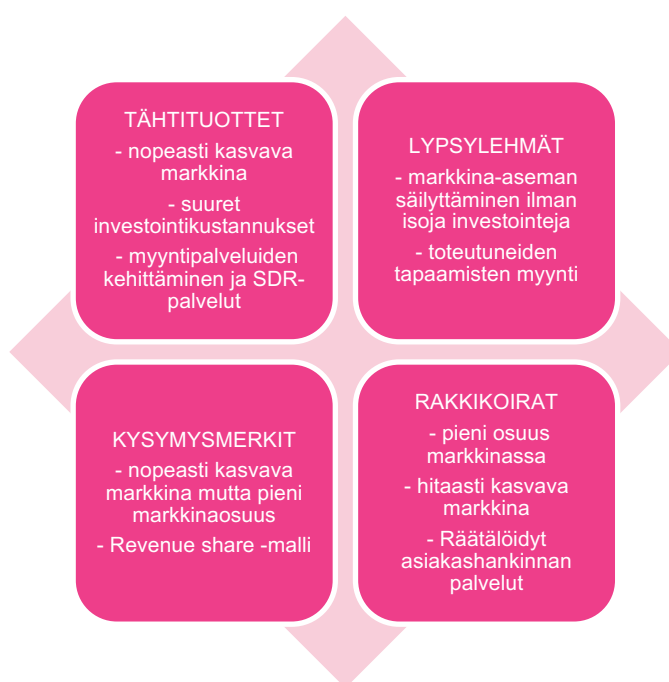 TÄHTITUOTTET
- nopeasti kasvava
markkina
- suuret
investointikustannukset
- myyntipalveluiden
kehittäminen ja SDR-
palvelut
LYPSYLEHMÄT
- markkina-aseman
säilyttäminen ilman
isoja investointeja
- toteutuneiden
tapaamisten myynti
KYSYMYSMERKIT
- nopeasti kasvava
markkina mutta pieni
markkinaosuus
- Revenue share -malli
RAKKIKOIRAT
- pieni osuus
markkinassa
- hitaasti kasvava
markkina
- Räätälöidyt
asiakashankinnan
palvelut